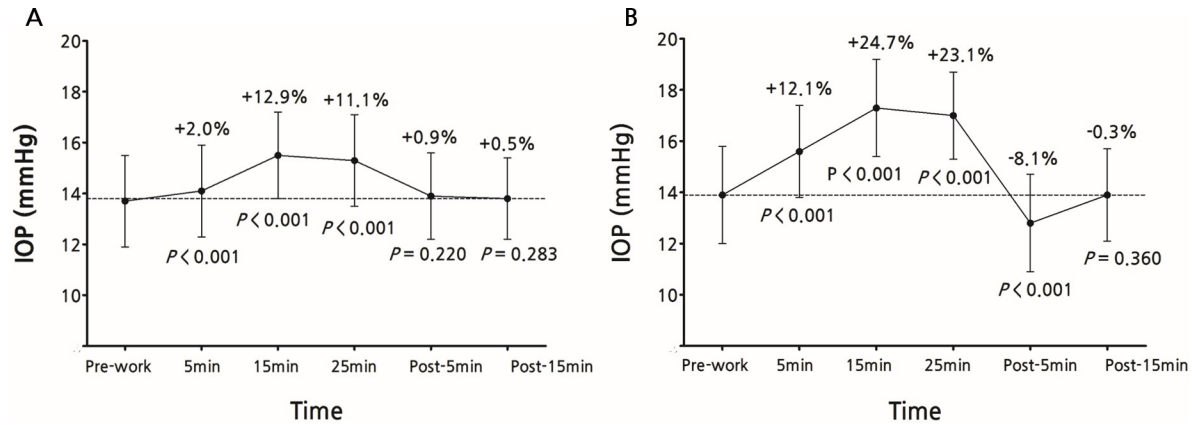 A
IOP (mmHg)
20
18
16
14
12
10
+2.0%
+12.9%
+11.1%
+0.9%
+0.5%
P < 0.001
P < 0.001
P < 0.001
P = 0.220
P = 0.283
Pre-work
5min
15min
25min
Post-5min
Post-15min
Time
B
IOP (mmHg)
20
18
16
14
12
10
+12.1%
+24.7%
+23.1%
-8.1%
-0.3%
P < 0.001
P < 0.001
P < 0.001
P < 0.001
P = 0.360
Pre-work
5min
15min
25min
Post-5min
Post-15min
Time